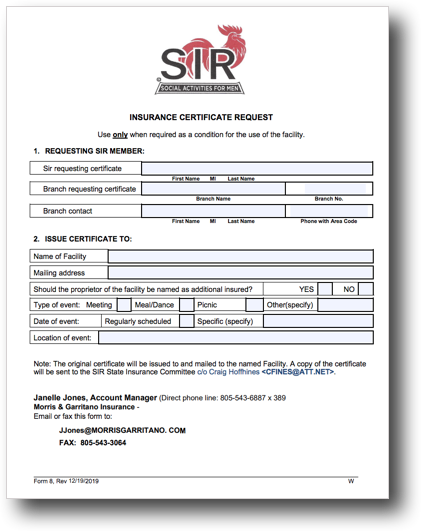 SIR
®
SOCIAL ACTIVITIES FOR MEN
INSURANCE CERTIFICATE REQUEST
Use only when required as a condition for the use of the facility.
1. REQUESTING SIR MEMBER:
Sir requesting certificate
First Name MI Last Name
Branch requesting certificate
Branch Name Branch No.
Branch contact
First Name MI Last Name Phone with Area Code
2. ISSUE CERTIFICATE TO:
Name of Facility
Mailing address
Should the proprietor of the facility be named as additional insured? YES NO
Type of event: Meeting Meal/Dance Picnic Other(specify)
Date of event: Regularly scheduled Specific (specify)
Location of event:
Note: The original certificate will be issued to and mailed to the named Facility. A copy of the certificate
will be sent to the SIR State Insurance Committee c/o Craig Hoffhines <CFINES@ATT.NET>.
Janelle Jones, Account Manager (Direct phone line: 805-543-6887 x 389
Morris & Garritano Insurance -
Email or fax this form to:
JJones@MORRISGARRITANO. COM
FAX: 805-543-3064
Form 8, Rev 12/19/2019 W